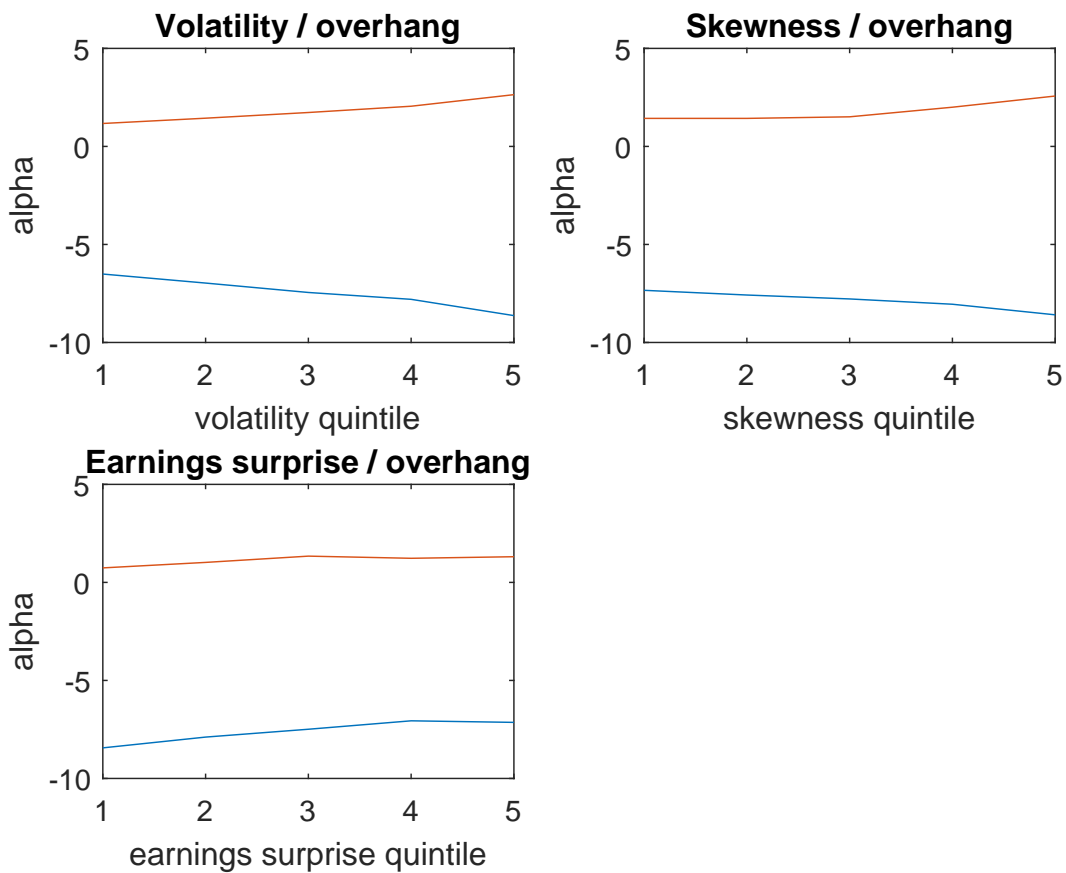 Volatility / overhang
5
0
-5
-10
alpha
1 2 3 4 5
volatility quintile
Skewness / overhang
5
0
-5
-10
alpha
1 2 3 4 5
skewness quintile
Earnings surprise / overhang
5
0
-5
-10
alpha
1 2 3 4 5
earnings surprise quintile